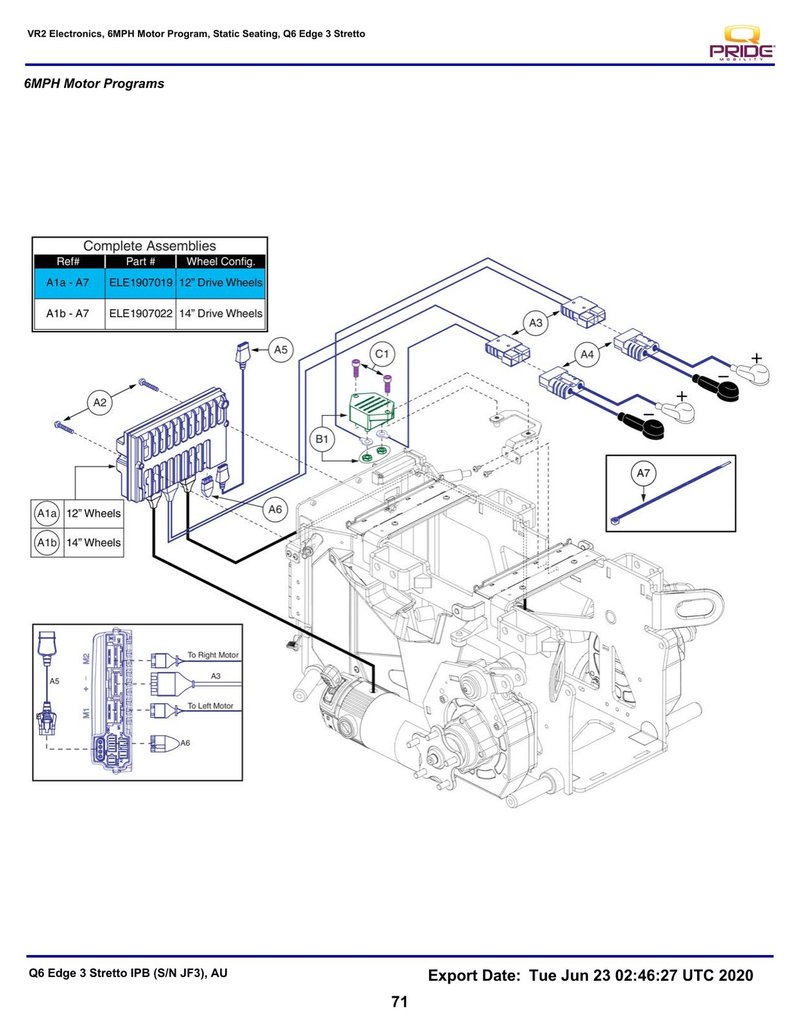 VR2 Electronics, 6MPH Motor Program, Static Seating, Q6 Edge 3 Stretto
Q
PRIDE
MOBILITY
6MPH Motor Programs
Complete Assemblies
Ref# Part # Wheel Config.
A1a - A7 ELE1907019 12" Drive Wheels
A1b - A7 ELE1907022 14" Drive Wheels
A3
A5
C1
A4
+
−
A2
+
−
B1
A7
A6
A1a 12" Wheels
A1b 14" Wheels
To Right Motor
M2
A5
A3
+ −
To Left Motor
M1
A6
Q6 Edge 3 Stretto IPB (S/N JF3), AU
Export Date: Tue Jun 23 02:46:27 UTC 2020
71